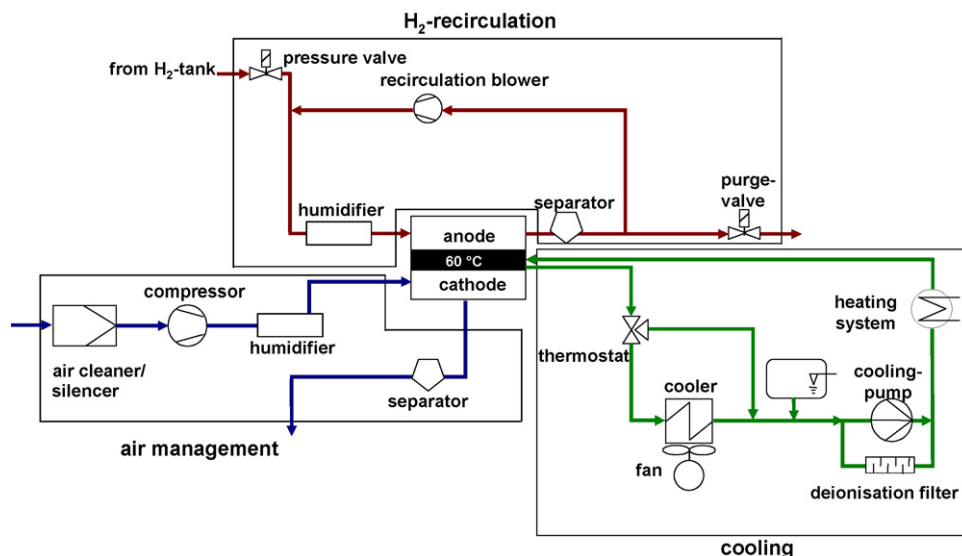 H₂-recirculation
pressure valve
from H₂-tank
recirculation blower
purge-
valve
separator
humidifier
anode
60 °C
cathode
compressor
heating
system
humidifier
thermostat
air cleaner/
silencer
cooler
cooling-
pump
separator
air management
fan
deionisation filter
cooling